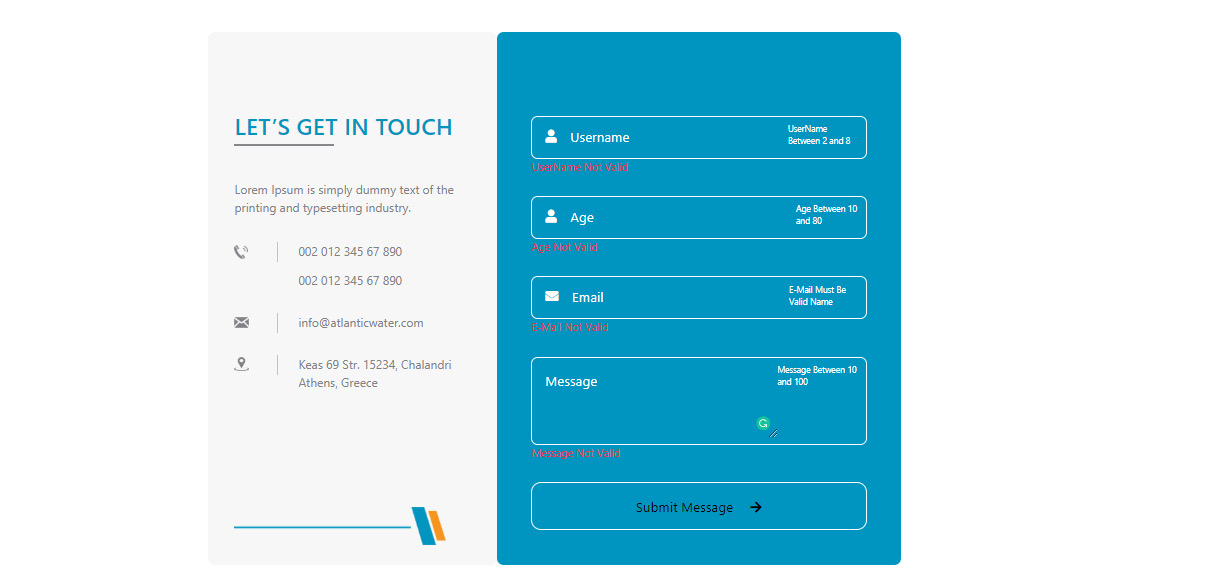 LET'S GET IN TOUCH
Lorem Ipsum is simply dummy text of the
printing and typesetting industry.
002 012 345 67 890
002 012 345 67 890
info@atlanticwater.com
Keas 69 Str. 15234, Chalandri
Athens, Greece
Username
UserName
Between 2 and 8
UserName Not Valid
Age
Age Between 10
and 80
Age Not Valid
Email
E-Mail Must Be
Valid Name
E-Mail Not Valid
Message
Message Between 10
and 100
Message Not Valid
Submit Message